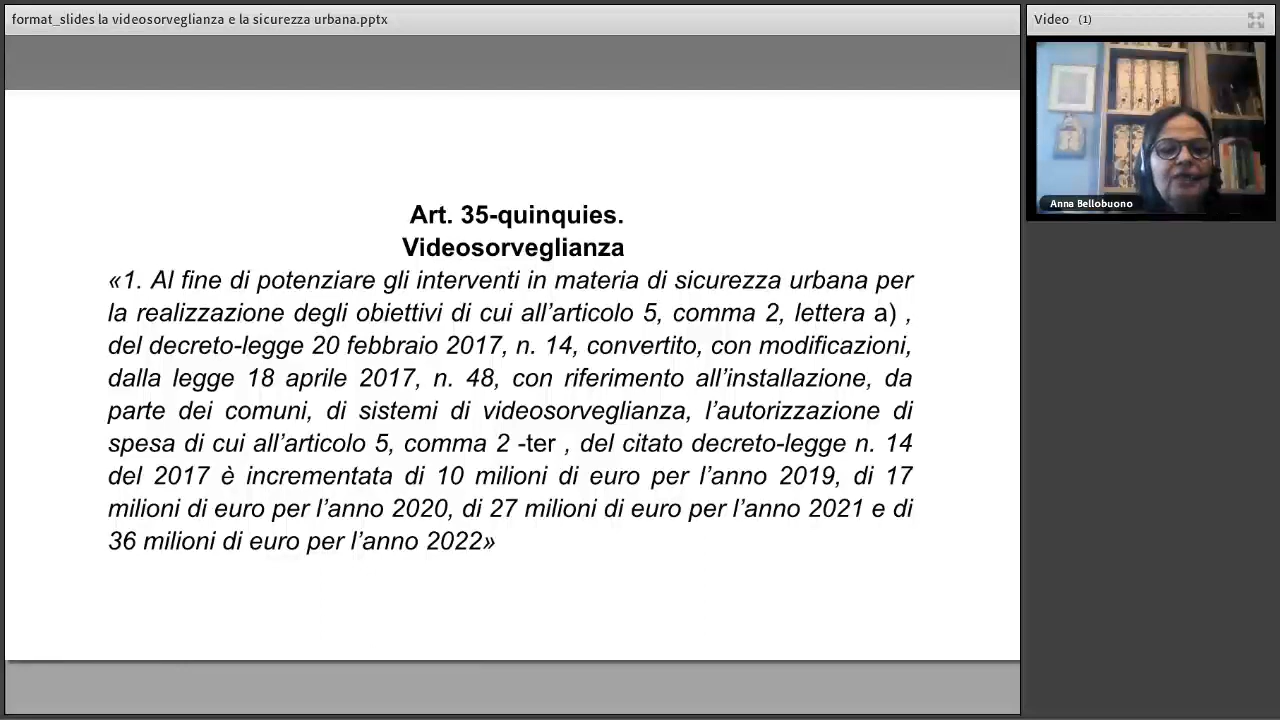 format_slides la videosorveglianza e la sicurezza urbana.pptx
Video (1)
Anna Bellobuono
Art. 35-quinquies.
Videosorveglianza
«1. Al fine di potenziare gli interventi in materia di sicurezza urbana per
la realizzazione degli obiettivi di cui all’articolo 5, comma 2, lettera a) ,
del decreto-legge 20 febbraio 2017, n. 14, convertito, con modificazioni,
dalla legge 18 aprile 2017, n. 48, con riferimento all’installazione, da
parte dei comuni, di sistemi di videosorveglianza, l’autorizzazione di
spesa di cui all’articolo 5, comma 2 -ter , del citato decreto-legge n. 14
del 2017 è incrementata di 10 milioni di euro per l’anno 2019, di 17
milioni di euro per l’anno 2020, di 27 milioni di euro per l’anno 2021 e di
36 milioni di euro per l’anno 2022»